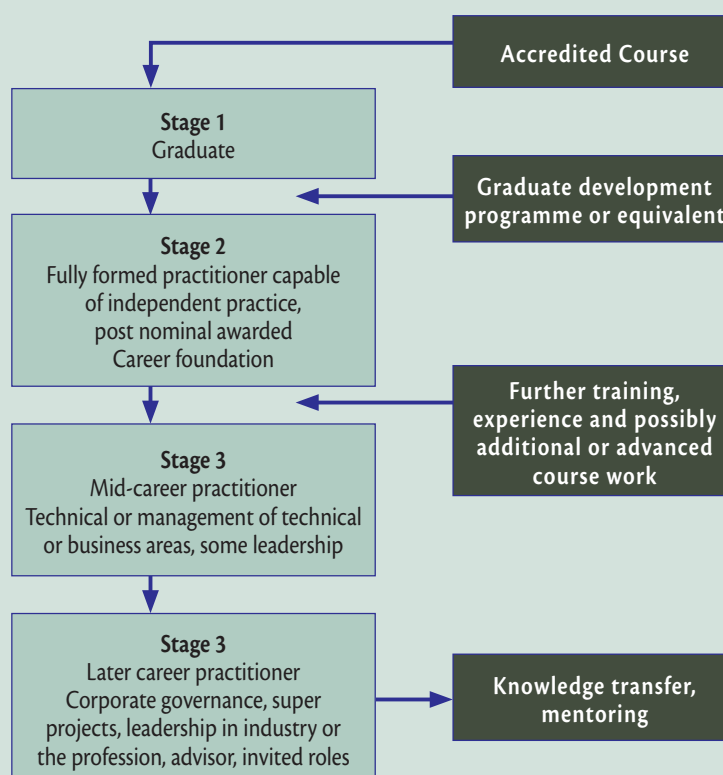 Accredited Course
Stage 1
Graduate
Graduate development
programme or equivalent
Stage 2
Fully formed practitioner capable
of independent practice,
post nominal awarded
Career foundation
Further training,
experience and possibly
additional or advanced
course work
Stage 3
Mid-career practitioner
Technical or management of technical
or business areas, some leadership
Stage 3
Later career practitioner
Corporate governance, super
projects, leadership in industry or
the profession, advisor, invited roles
Knowledge transfer,
mentoring